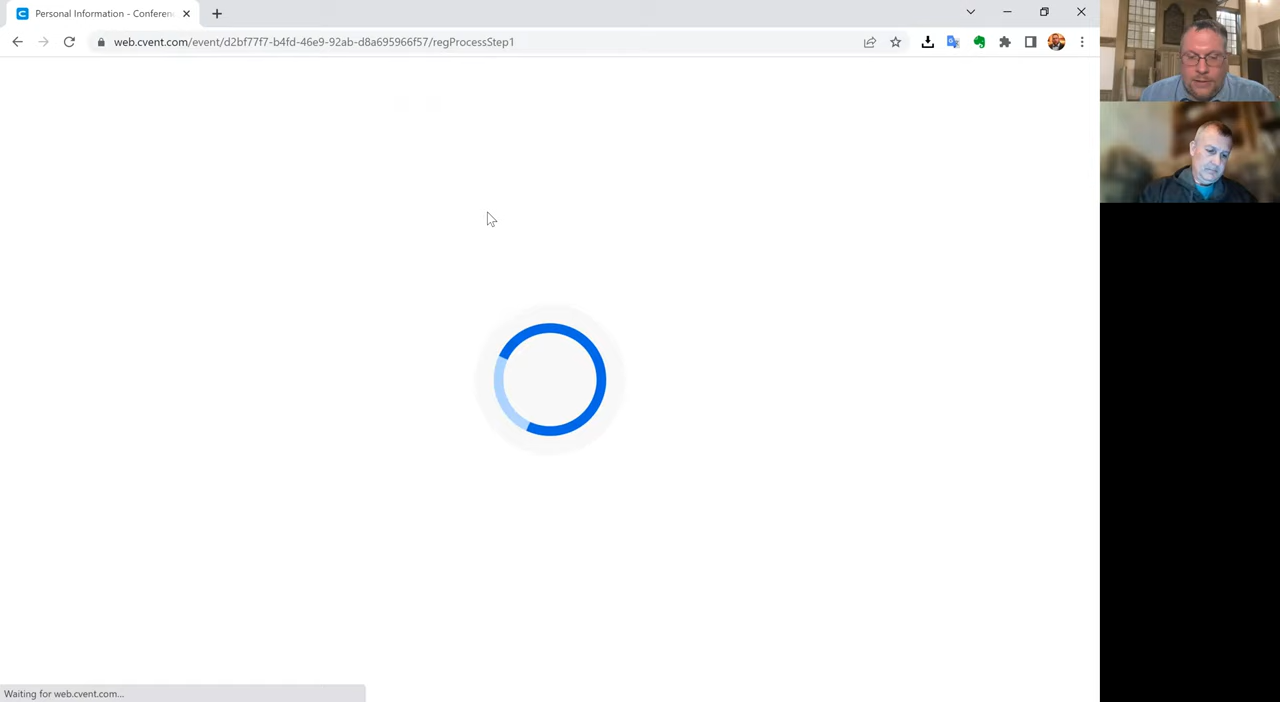 Personal Information - Conferen
web.cvent.com/event/d2bf77f7-b4fd-46e9-92ab-d8a695966f57/regProcessStep1
Waiting for web.cvent.com...